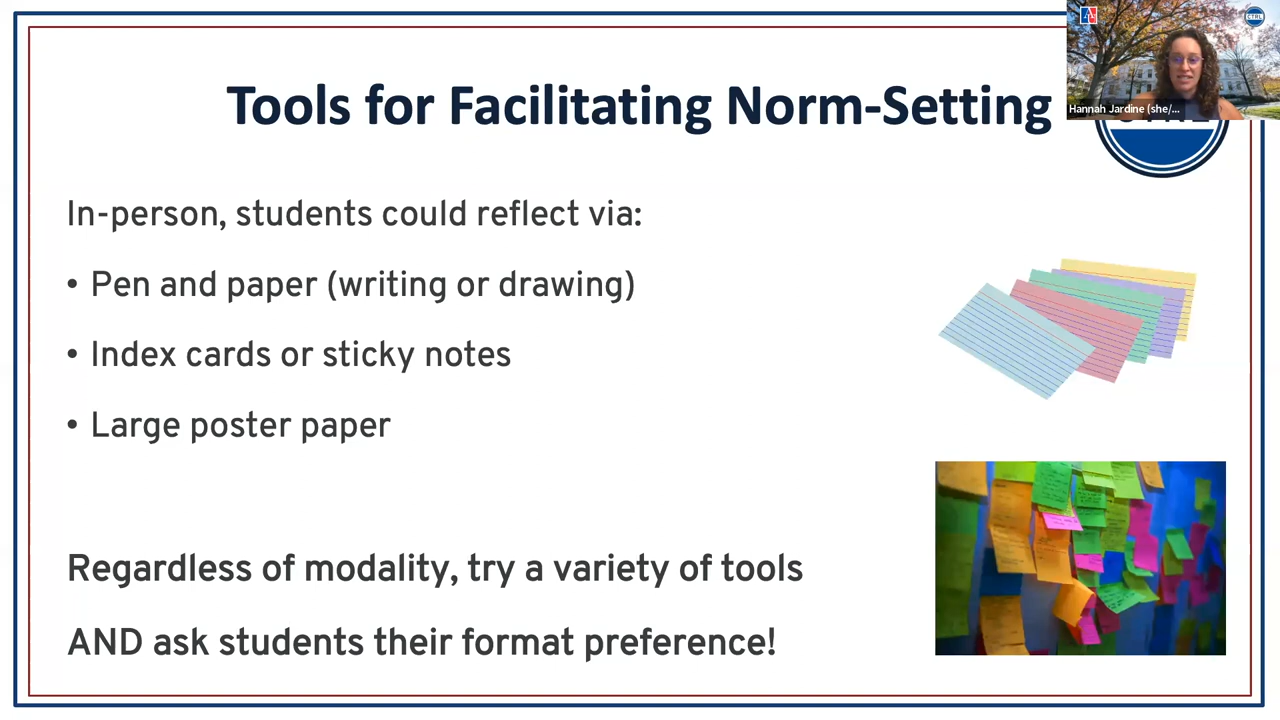 Tools for Facilitating Norm-Setting
CTRL
Hannah Jardine (she/...
In-person, students could reflect via:
• Pen and paper (writing or drawing)
• Index cards or sticky notes
• Large poster paper
Regardless of modality, try a variety of tools
AND ask students their format preference!